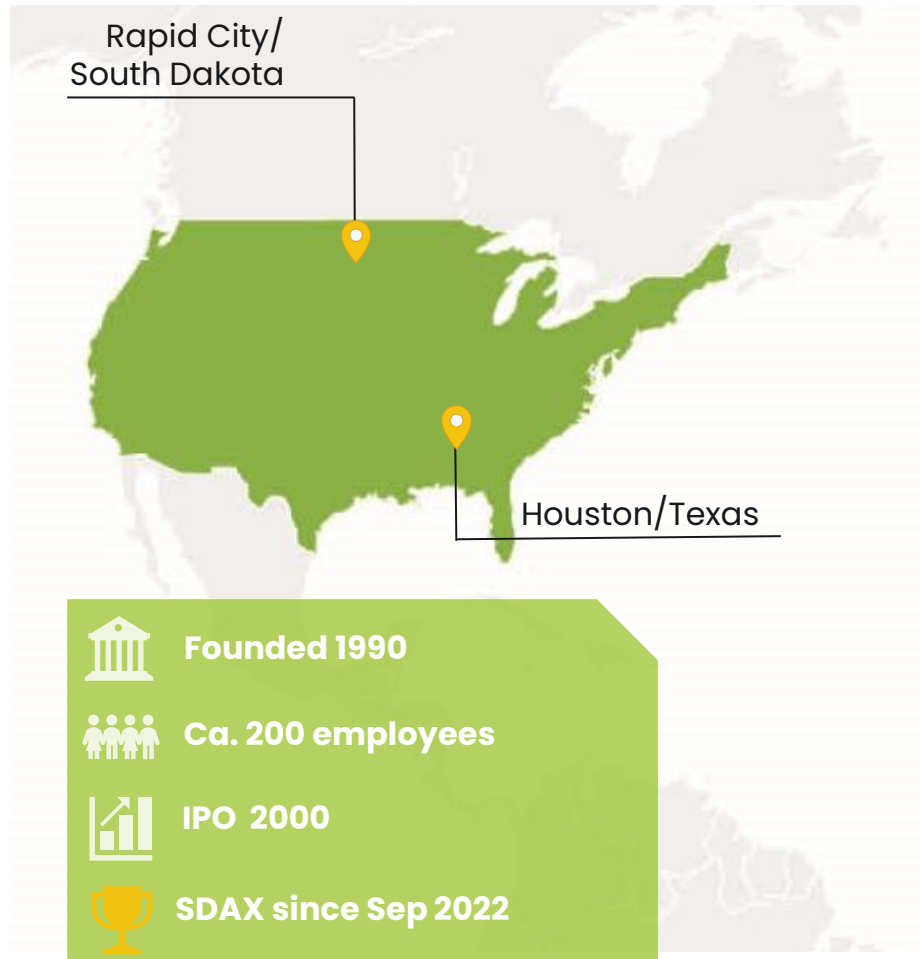 Rapid City/
South Dakota
Houston/Texas
Founded 1990
Ca. 200 employees
IPO 2000
SDAX since Sep 2022